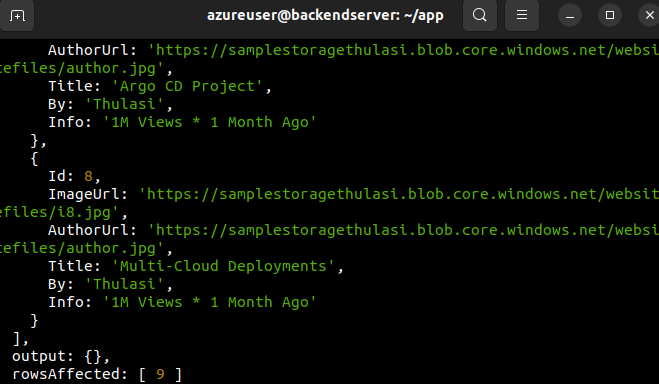 azureuser@backendserver: ~/app
AuthorUrl: 'https://samplestoragethulasi.blob.core.windows.net/websi
tefiles/author.jpg',
Title: 'Argo CD Project',
By: 'Thulasi',
Info: '1M Views * 1 Month Ago'
},
{
Id: 8,
ImageUrl: 'https://samplestoragethulasi.blob.core.windows.net/websit
efiles/i8.jpg',
AuthorUrl: 'https://samplestoragethulasi.blob.core.windows.net/websi
tefiles/author.jpg',
Title: 'Multi-Cloud Deployments',
By: 'Thulasi',
Info: '1M Views * 1 Month Ago'
}
],
output: {},
rowsAffected: [ 9 ]